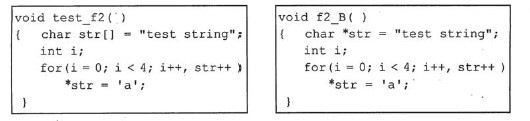 void test_f2()
{ char str[] = "test string";
int i;
for(i = 0; i < 4; i++, str++ )
*str = 'a';
}
void f2_B( )
{ char *str = "test string";
int i;
for(i = 0; i < 4; i++, str++ )
*str = 'a';
}